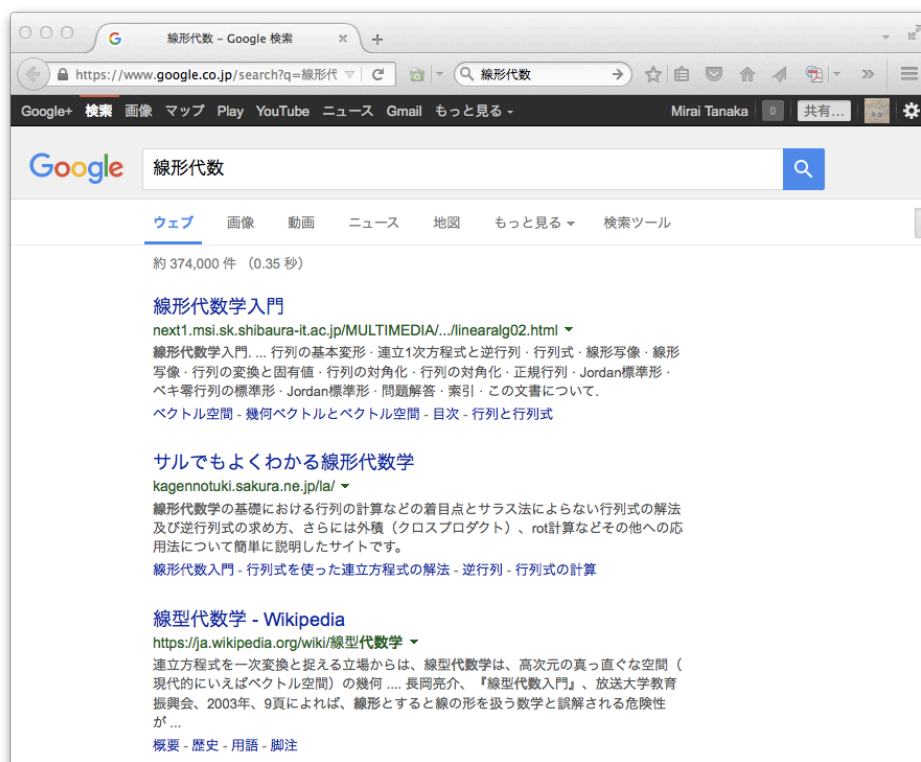 線形代数 - Google 検索
https://www.google.co.jp/search?q=線形代
線形代数
Google+ 検索 画像 マップ Play YouTube ニュース Gmail もっと見る
Mirai Tanaka 0 共有...
Google 線形代数
ウェブ 画像 動画 ニュース 地図 もっと見る 検索ツール
約 374,000 件 （0.35 秒）
線形代数学入門
next1.msi.sk.shibaura-it.ac.jp/MULTIMEDIA/.../linearalg02.html
線形代数学入門. ... 行列の基本変形 · 連立1次方程式と逆行列 · 行列式 · 線形写像 · 線形
写像 · 行列の変換と固有値 · 行列の対角化 · 行列の対角化 · 正規行列 · Jordan標準形 ·
ベキ零行列の標準形 · Jordan標準形 · 問題解答 · 索引 · この文書について.
ベクトル空間 - 幾何ベクトルとベクトル空間 - 目次 - 行列と行列式
サルでもよくわかる線形代数学
kagennotuki.sakura.ne.jp/la/
線形代数学の基礎における行列の計算などの着目点とサラス法によらない行列式の解法
及び逆行列式の求め方、さらには外積（クロスプロダクト）、rot計算などその他への応
用法について簡単に説明したサイトです。
線形代数入門 - 行列式を使った連立方程式の解法 - 逆行列 - 行列式の計算
線型代数学 - Wikipedia
https://ja.wikipedia.org/wiki/線型代数学
連立方程式を一次変換と捉える立場からは、線型代数学は、高次元の真っ直ぐな空間（
現代的にいえばベクトル空間）の幾何 .... 長岡亮介、『線型代数入門』、放送大学教育
振興会、2003年、9頁によれば、線形とすると線の形を扱う数学と誤解される危険性
が ...
概要 - 歴史 - 用語 - 脚注